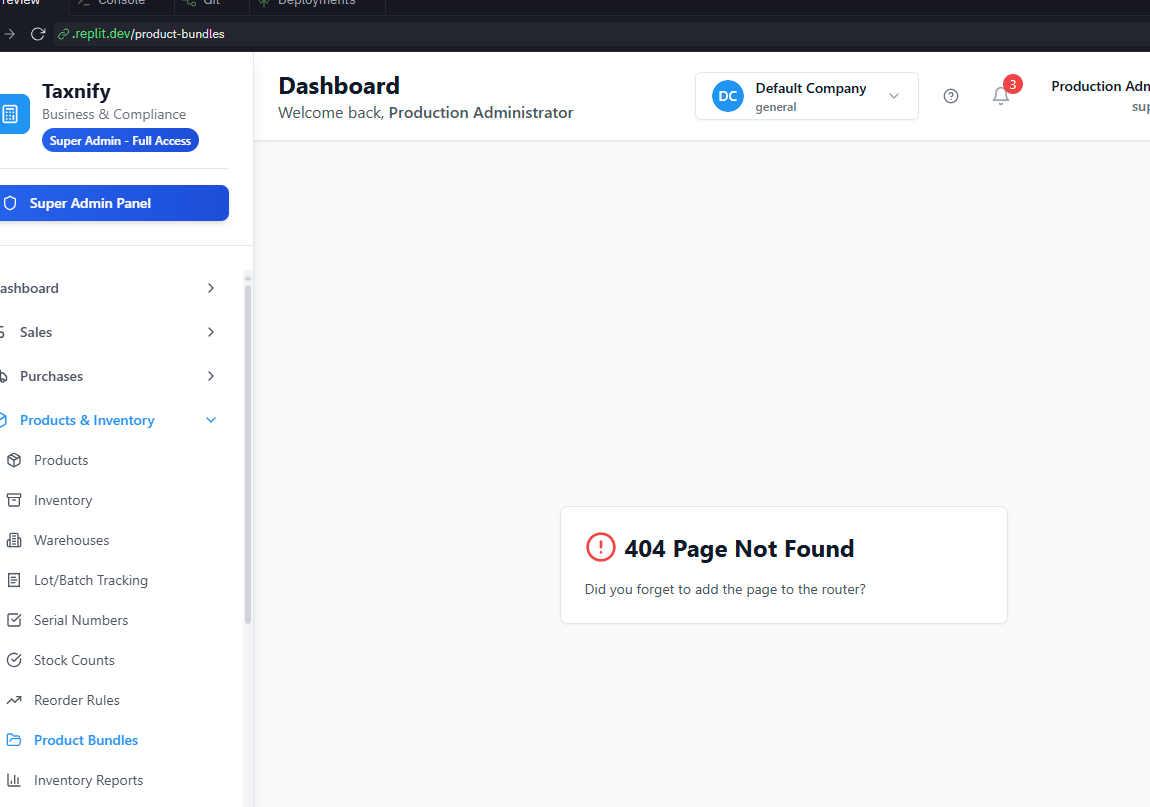 Console
Git
Deployments
.replit.dev/product-bundles
Taxnify
Business & Compliance
Super Admin - Full Access
Super Admin Panel
ashboard
Sales
Purchases
Products & Inventory
Products
Inventory
Warehouses
Lot/Batch Tracking
Serial Numbers
Stock Counts
Reorder Rules
Product Bundles
Inventory Reports
Dashboard
Welcome back, Production Administrator
DC
Default Company
general
3
Production Adm
sup
404 Page Not Found
Did you forget to add the page to the router?